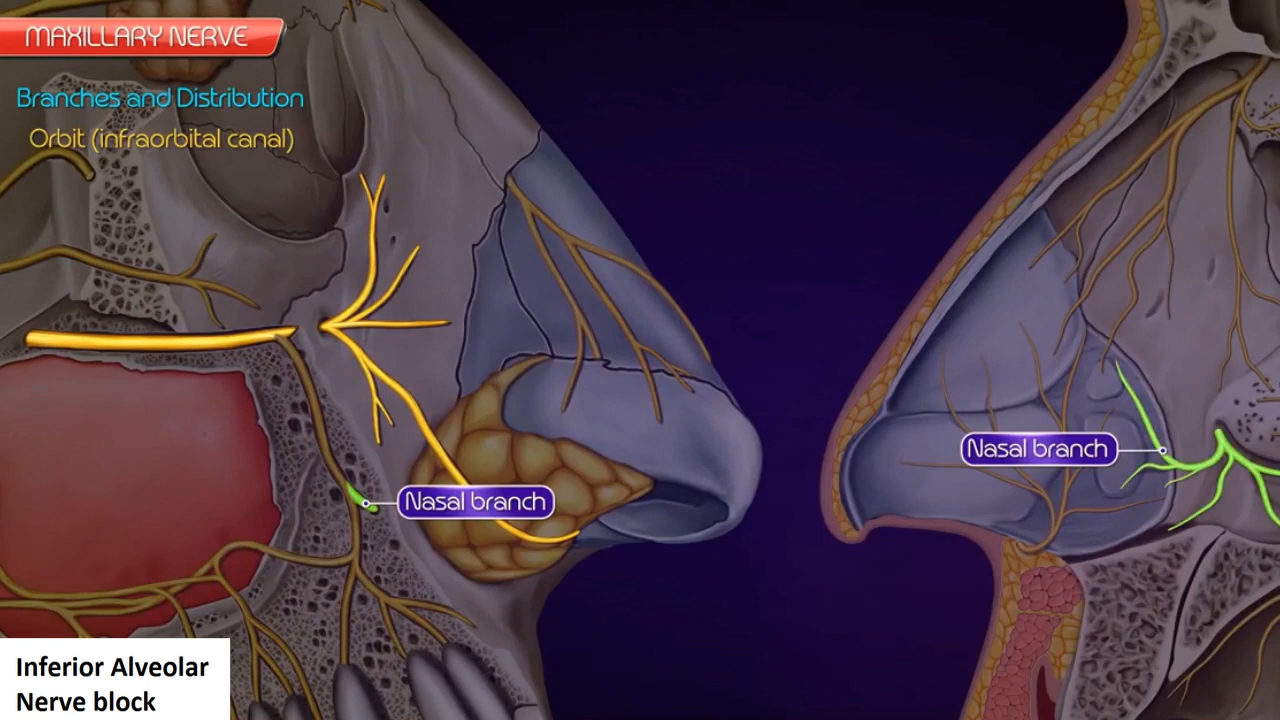 MAXILLARY NERVE
Branches and Distribution
Orbit (infraorbital canal)
Nasal branch
Nasal branch
Inferior Alveolar
Nerve block